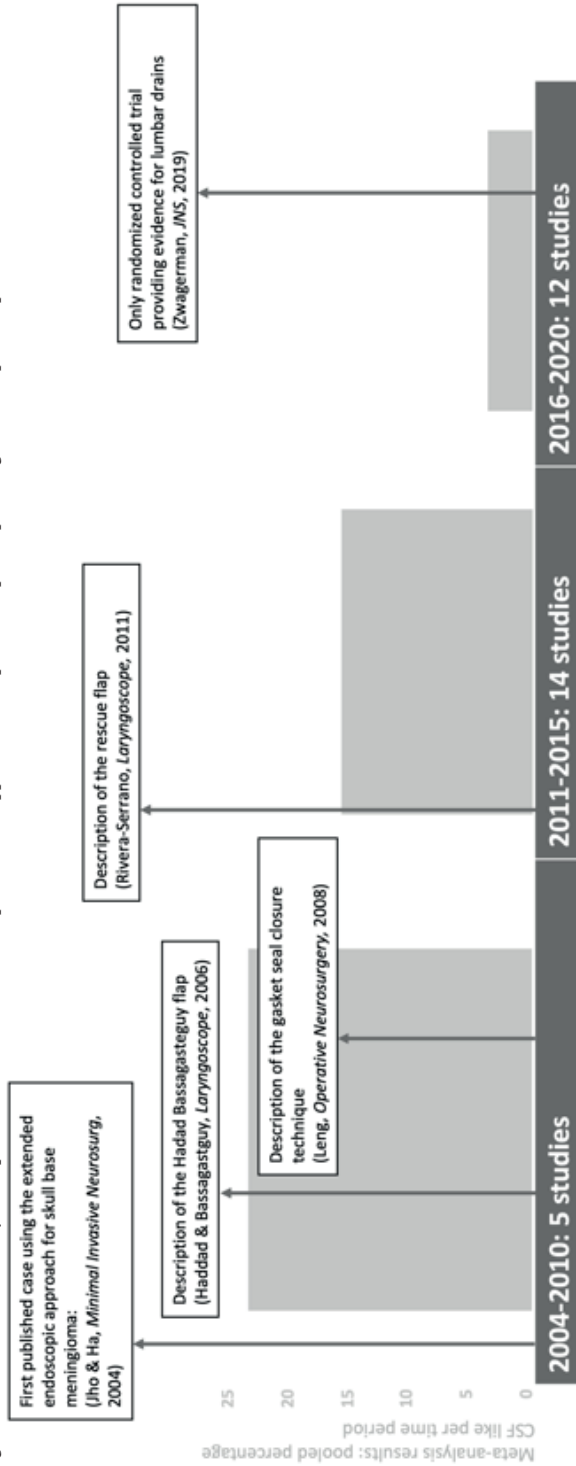 First published case using the extended
endoscopic approach for skull base
meningioma:
(Jho & Ha, Minimal Invasive Neurosurg,
2004)
Description of the Hadad Bassagasteguy flap
(Haddad & Bassagastguy, Laryngoscope, 2006)
Description of the gasket seal closure
technique
(Leng, Operative Neurosurgery, 2008)
Description of the rescue flap
(Rivera-Serrano, Laryngoscope, 2011)
Only randomized controlled trial
providing evidence for lumbar drains
(Zwagerman, JNS, 2019)
Meta-analysis results: pooled percentage
CSF like per time period
25
20
15
10
5
0
2004-2010: 5 studies
2011-2015: 14 studies
2016-2020: 12 studies